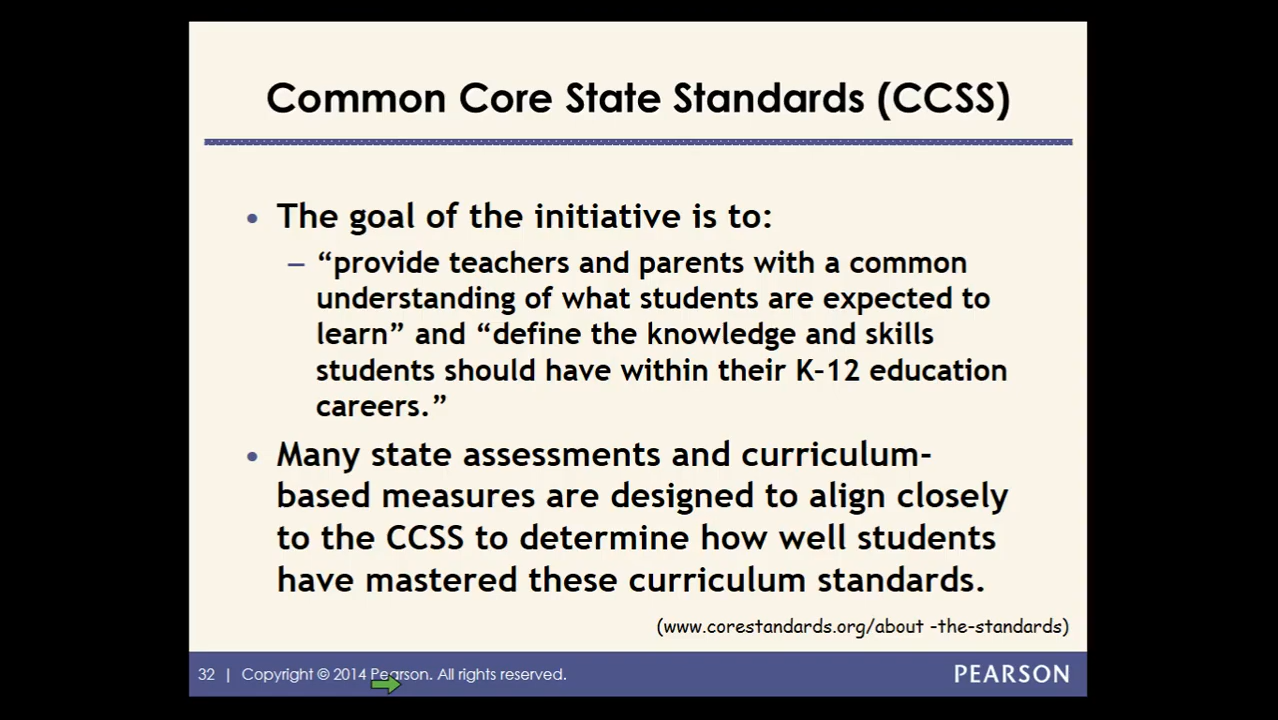 Common Core State Standards (CCSS)
• The goal of the initiative is to:
– “provide teachers and parents with a common
understanding of what students are expected to
learn” and “define the knowledge and skills
students should have within their K–12 education
careers.”
• Many state assessments and curriculum-
based measures are designed to align closely
to the CCSS to determine how well students
have mastered these curriculum standards.
(www.corestandards.org/about -the-standards)
32 | Copyright © 2014 Pearson. All rights reserved.
PEARSON